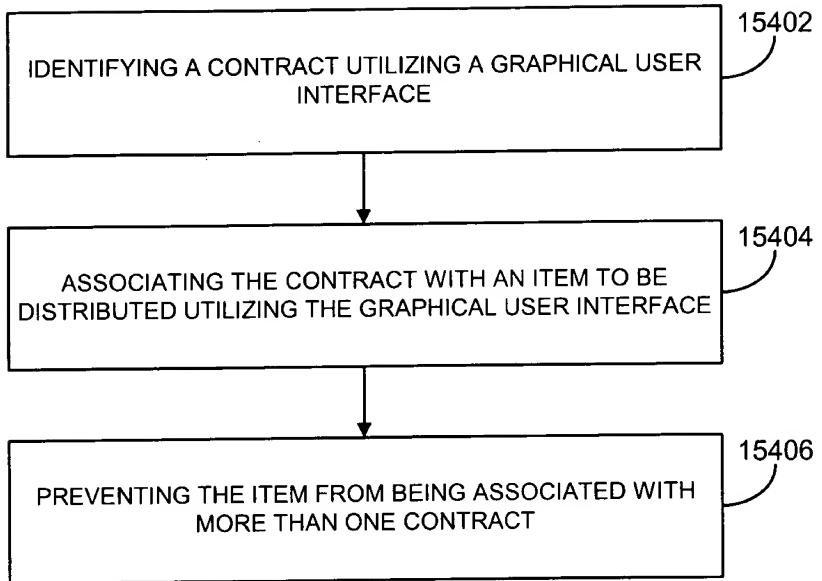 15402
IDENTIFYING A CONTRACT UTILIZING A GRAPHICAL USER
INTERFACE
15404
ASSOCIATING THE CONTRACT WITH AN ITEM TO BE
DISTRIBUTED UTILIZING THE GRAPHICAL USER INTERFACE
15406
PREVENTING THE ITEM FROM BEING ASSOCIATED WITH
MORE THAN ONE CONTRACT